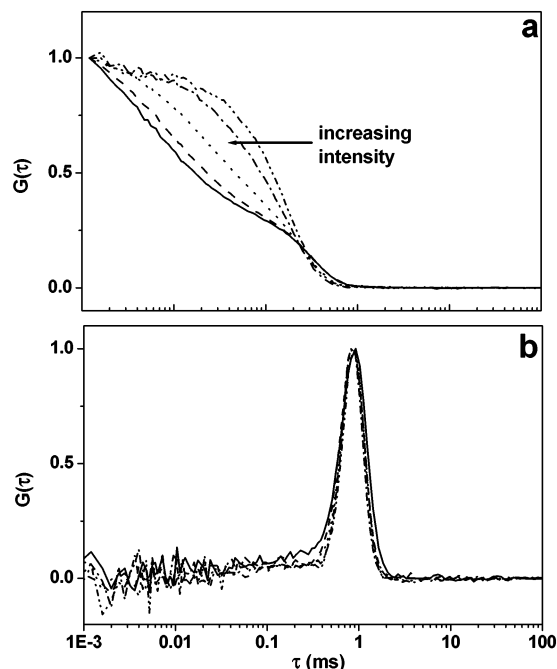 a
1.0
0.5
0.0
G(τ)
increasing
intensity
b
1.0
0.5
0.0
G(τ)
1E-3 0.01 0.1 1 10 100
τ (ms)